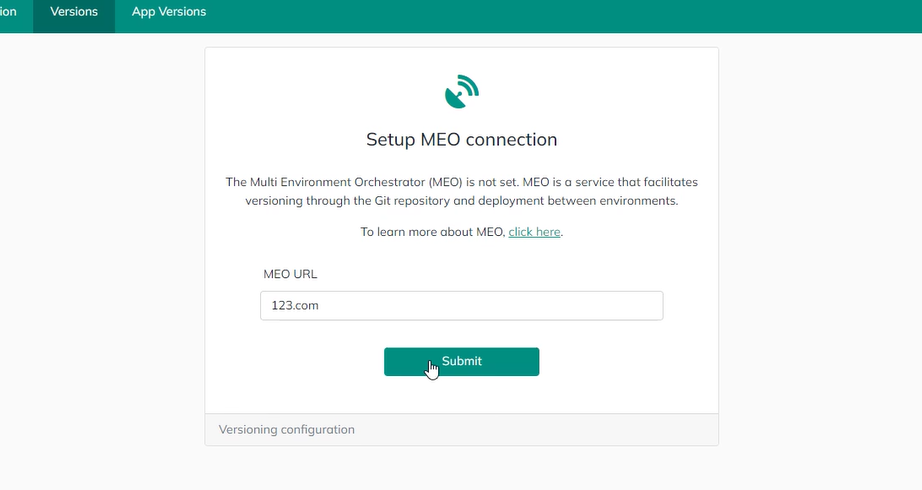 ion Versions App Versions
Setup MEO connection
The Multi Environment Orchestrator (MEO) is not set. MEO is a service that facilitates
versioning through the Git repository and deployment between environments.
To learn more about MEO, click here.
MEO URL
123.com
Submit
Versioning configuration